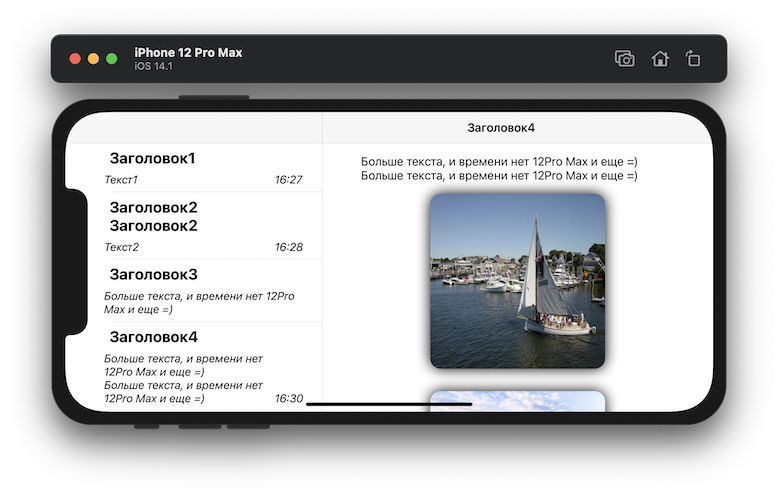 iPhone 12 Pro Max
iOS 14.1
Заголовок1
Текст1 16:27
Заголовок2
Заголовок2
Текст2 16:28
Заголовок3
Больше текста, и времени нет 12Pro
Max и еще =)
Заголовок4
Больше текста, и времени нет
12Pro Max и еще =)
Больше текста, и времени нет
12Pro Max и еще =) 16:30
Заголовок4
Больше текста, и времени нет 12Pro Max и еще =)
Больше текста, и времени нет 12Pro Max и еще =)